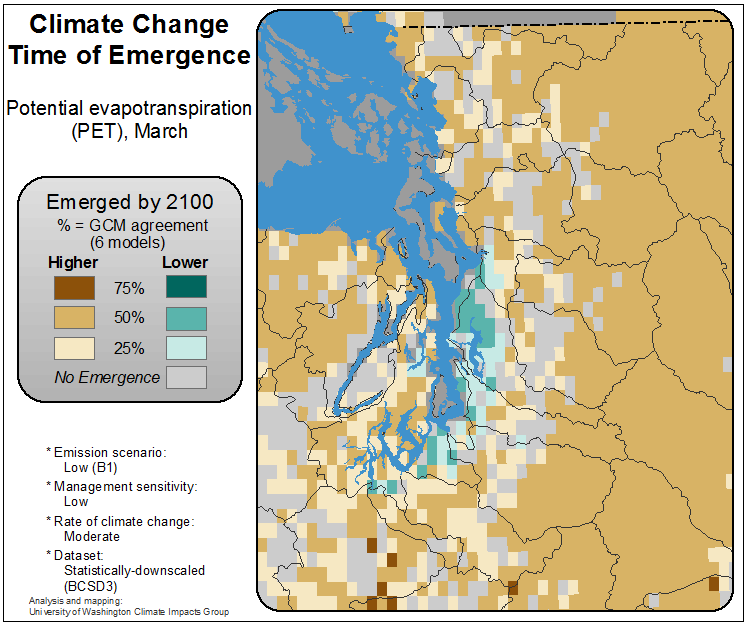 Climate Change
Time of Emergence
Potential evapotranspiration
(PET), March
Emerged by 2100
% = GCM agreement
(6 models)
Higher Lower
75%
50%
25%
No Emergence
* Emission scenario:
Low (B1)
* Management sensitivity:
Low
* Rate of climate change:
Moderate
* Dataset:
Statistically-downscaled
(BCSD3)
Analysis and mapping:
University of Washington Climate Impacts Group